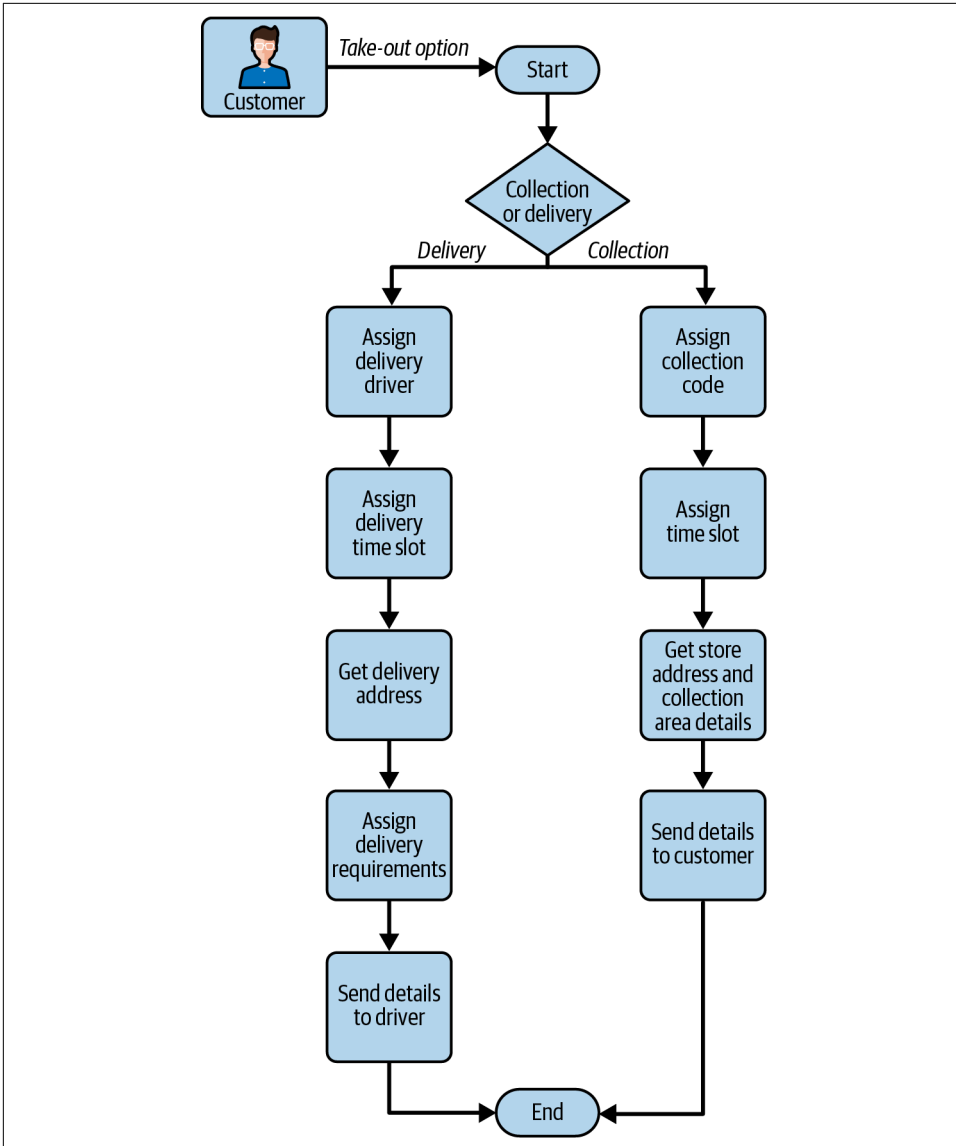 Take-out option
Start
Customer
Collection
or delivery
Delivery
Collection
Assign
delivery
driver
Assign
collection
code
Assign
delivery
time slot
Assign
time slot
Get delivery
address
Get store
address and
collection
area details
Assign
delivery
requirements
Send details
to customer
Send details
to driver
End